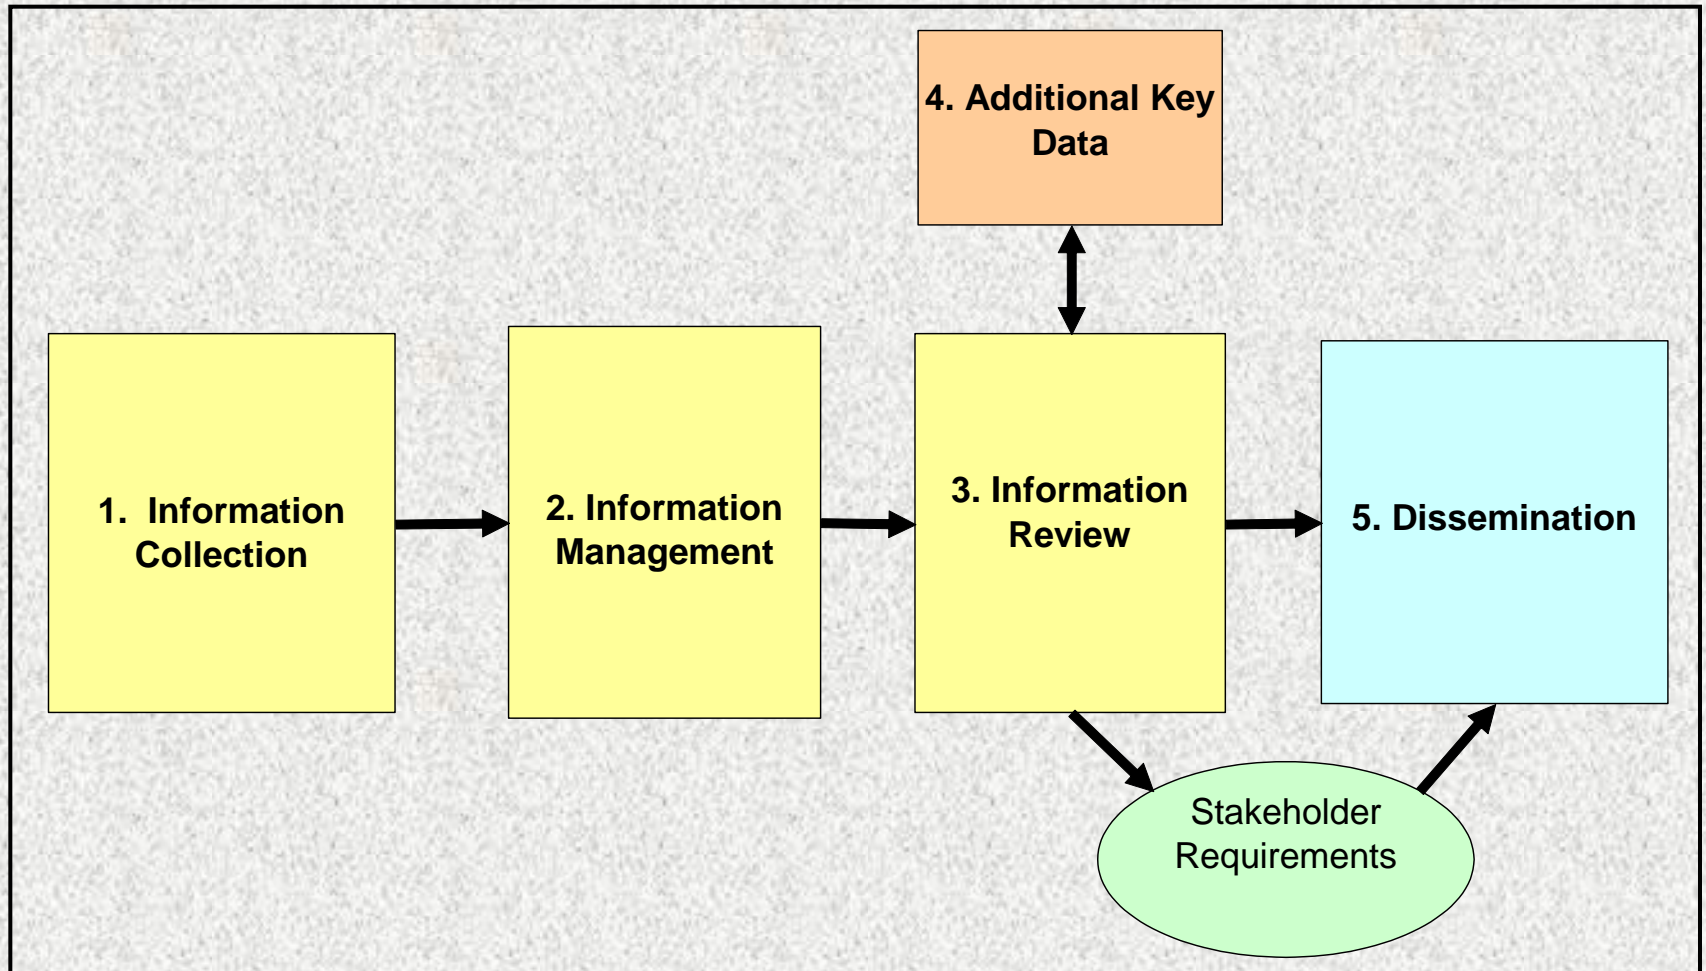 4. Additional Key
Data
1.  Information
Collection
2. Information
Management
3. Information
Review
5. Dissemination
Stakeholder
Requirements